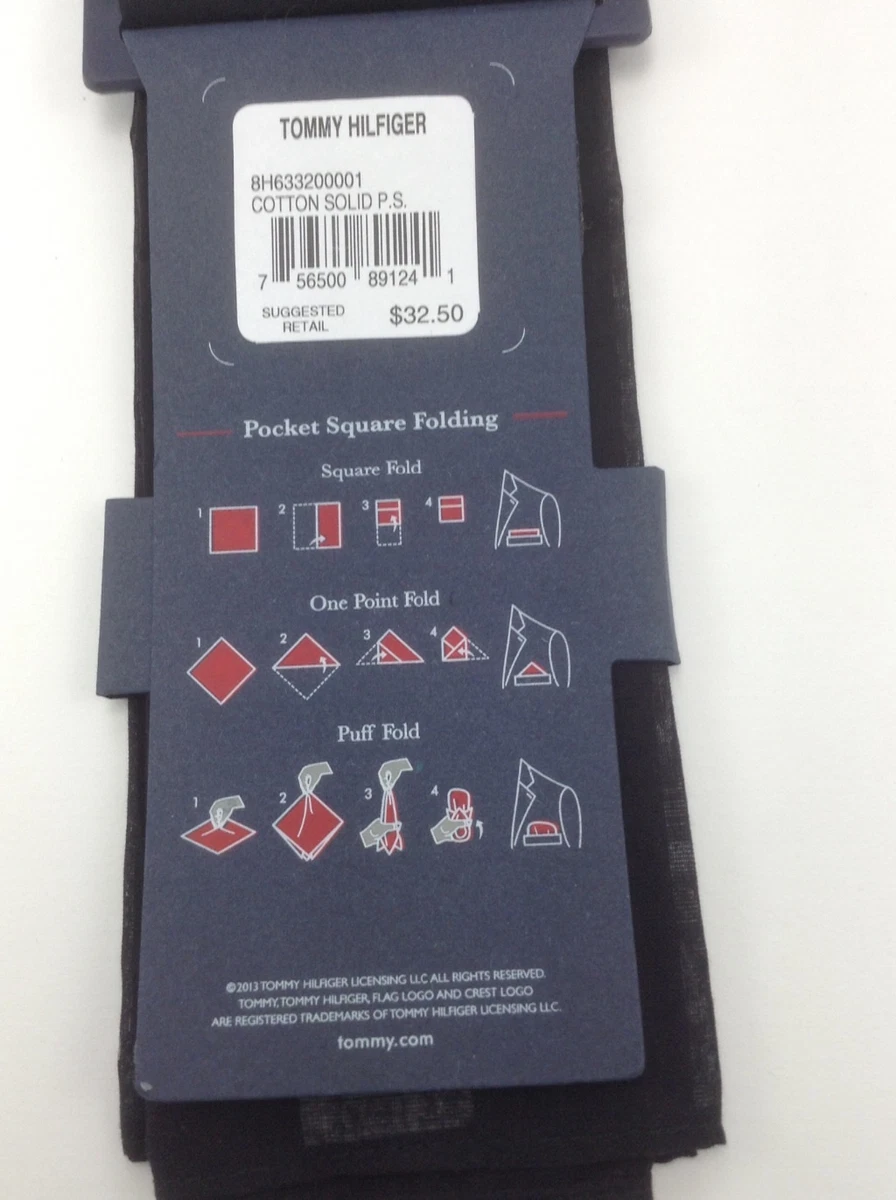 TOMMY HILFIGER
8H633200001
COTTON SOLID P.S.
7 56500 89124 1
SUGGESTED RETAIL $32.50
Pocket Square Folding
Square Fold
1 2 3 4
One Point Fold
1 2 3 4
Puff Fold
1 2 3 4
©2013 TOMMY HILFIGER LICENSING LLC ALL RIGHTS RESERVED.
TOMMY, TOMMY HILFIGER, FLAG LOGO AND CREST LOGO
ARE REGISTERED TRADEMARKS OF TOMMY HILFIGER LICENSING LLC.
tommy.com